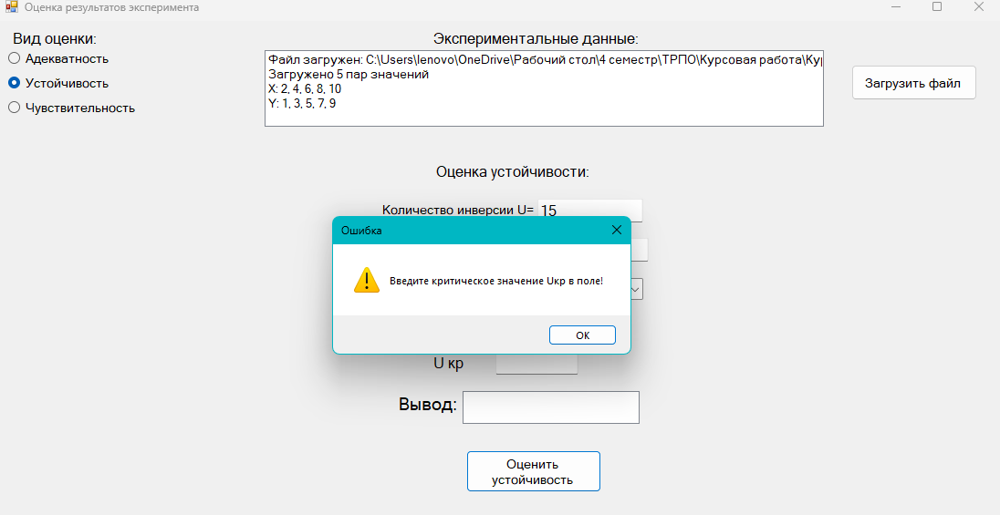 Оценка результатов эксперимента
Вид оценки:
Адекватность
Устойчивость
Чувствительность
Экспериментальные данные:
Файл загружен: C:\Users\lenovo\OneDrive\Рабочий стол\4 семестр\ТРПО\Курсовая работа\Кур
Загружено 5 пар значений
X: 2, 4, 6, 8, 10
Y: 1, 3, 5, 7, 9
Загрузить файл
Оценка устойчивости:
Количество инверсии U= 15
Ошибка
Введите критическое значение Uкр в поле!
ОК
U кр
Вывод:
Оценить
устойчивость